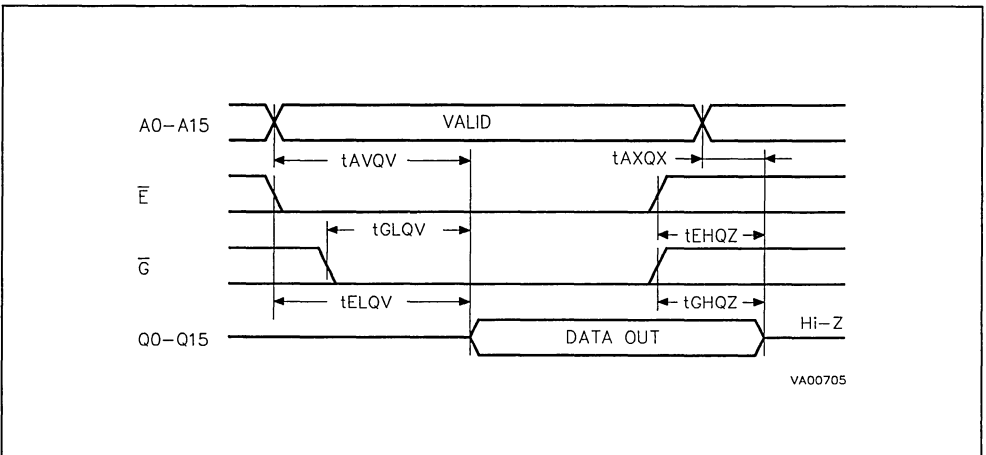 A0-A15
VALID
tAVQV
tAXQX
E̅
tGLQV
tEHQZ
G̅
tELQV
tGHQZ
Q0-Q15
DATA OUT
Hi-Z
VA00705